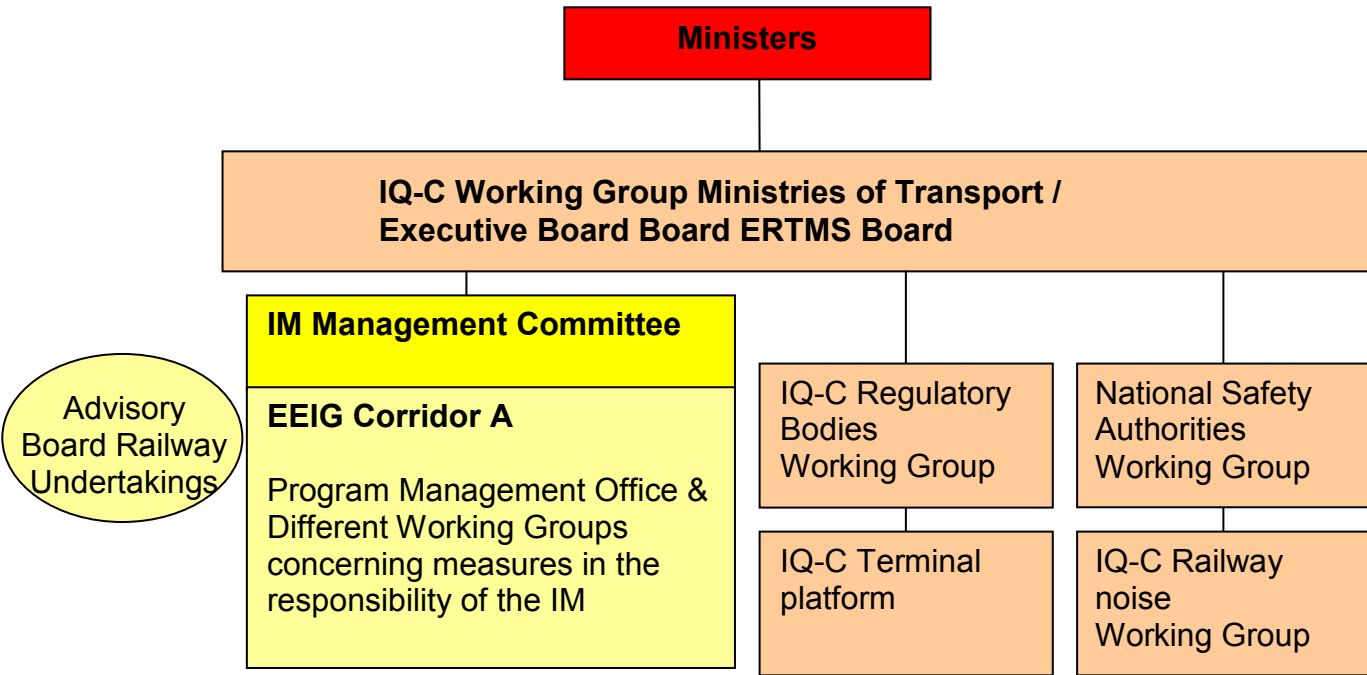 Ministers
IQ-C Working Group Ministries of Transport /
Executive Board Board ERTMS Board
IM Management Committee
Advisory
Board Railway
Undertakings
EEIG Corridor A
Program Management Office &
Different Working Groups
concerning measures in the
responsibility of the IM
IQ-C Regulatory
Bodies
Working Group
National Safety
Authorities
Working Group
IQ-C Terminal
platform
IQ-C Railway
noise
Working Group